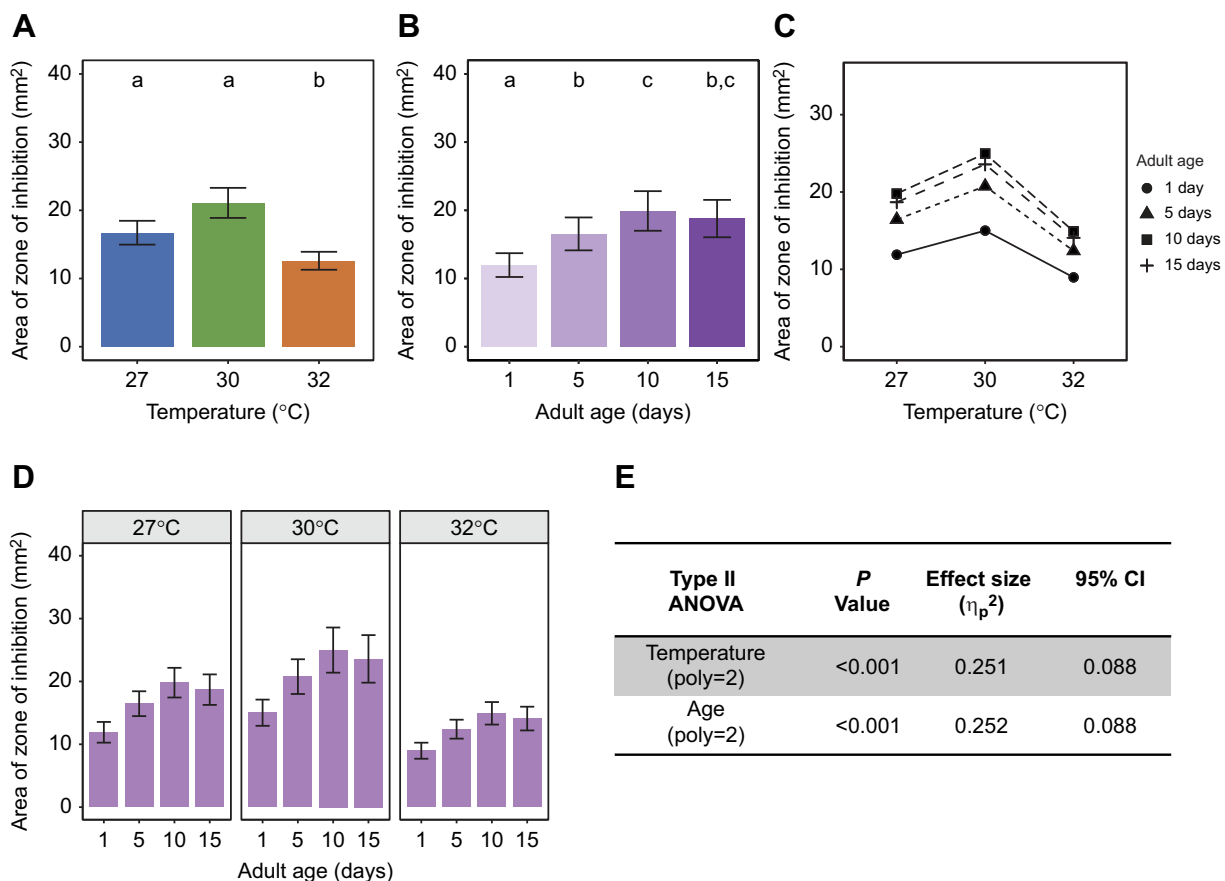 A
Area of zone of inhibition (mm²)
40
30
20
10
0
a a b
27 30 32
Temperature (°C)
B
Area of zone of inhibition (mm²)
40
30
20
10
0
a b c b,c
1 5 10 15
Adult age (days)
C
Area of zone of inhibition (mm²)
30
20
10
0
27 30 32
Temperature (°C)
Adult age
1 day
5 days
10 days
15 days
D
Area of zone of inhibition (mm²)
40
30
20
10
0
27°C 30°C 32°C
1 5 10 15 1 5 10 15 1 5 10 15
Adult age (days)
E
Type II ANOVA P Value Effect size (ηp²) 95% CI
Temperature (poly=2) <0.001 0.251 0.088
Age (poly=2) <0.001 0.252 0.088